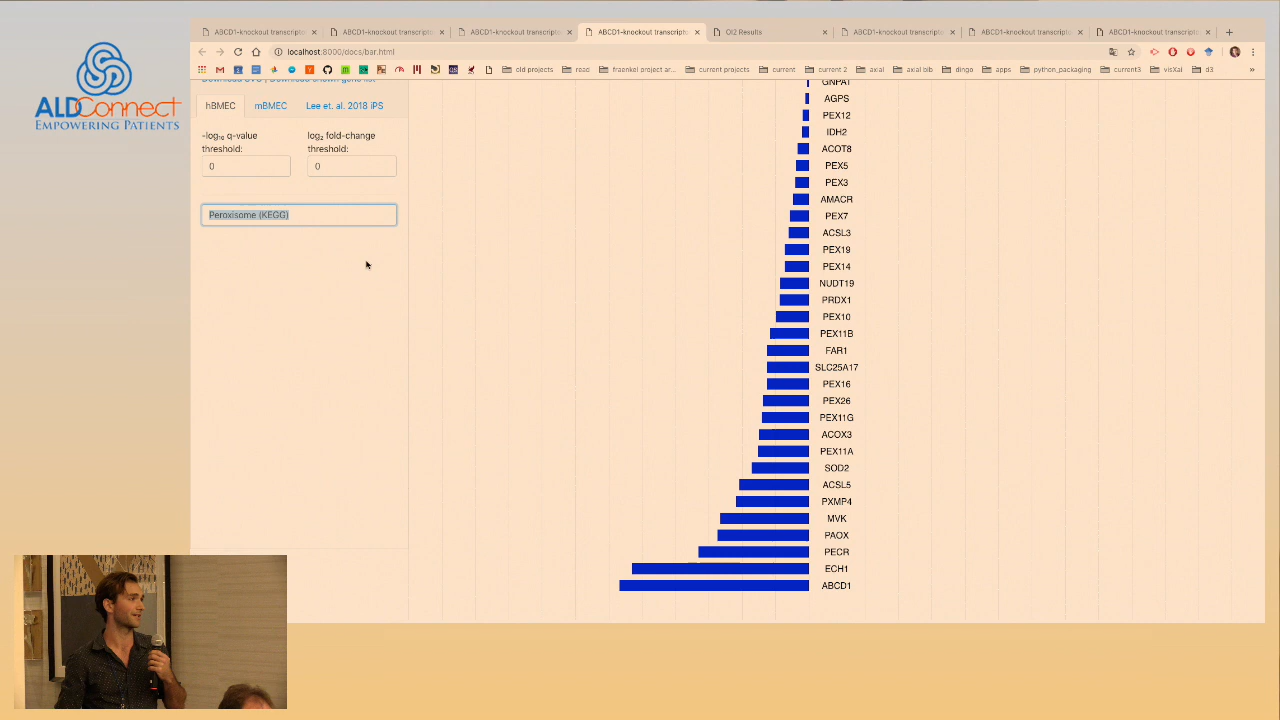 ALD Connect
EMPOWERING PATIENTS
ABCD1-knockout transcripto
ABCD1-knockout transcripto
ABCD1-knockout transcripto
ABCD1-knockout transcripto
OI2 Results
ABCD1-knockout transcripto
ABCD1-knockout transcripto
ABCD1-knockout transcripto
localhost:8000/docs/bar.html
old projects
read
fraenkel project ar...
current projects
current
current 2
axial
axial bib
dingo
apps
python_packaging
current3
visXai
d3
hBMEC
mBMEC
Lee et. al. 2018 iPS
-log₁₀ q-value
threshold:
log₂ fold-change
threshold:
0
0
Peroxisome (KEGG)
GNPAT
AGPS
PEX12
IDH2
ACOT8
PEX5
PEX3
AMACR
PEX7
ACSL3
PEX19
PEX14
NUDT19
PRDX1
PEX10
PEX11B
FAR1
SLC25A17
PEX16
PEX26
PEX11G
ACOX3
PEX11A
SOD2
ACSL5
PXMP4
MVK
PAOX
PECR
ECH1
ABCD1